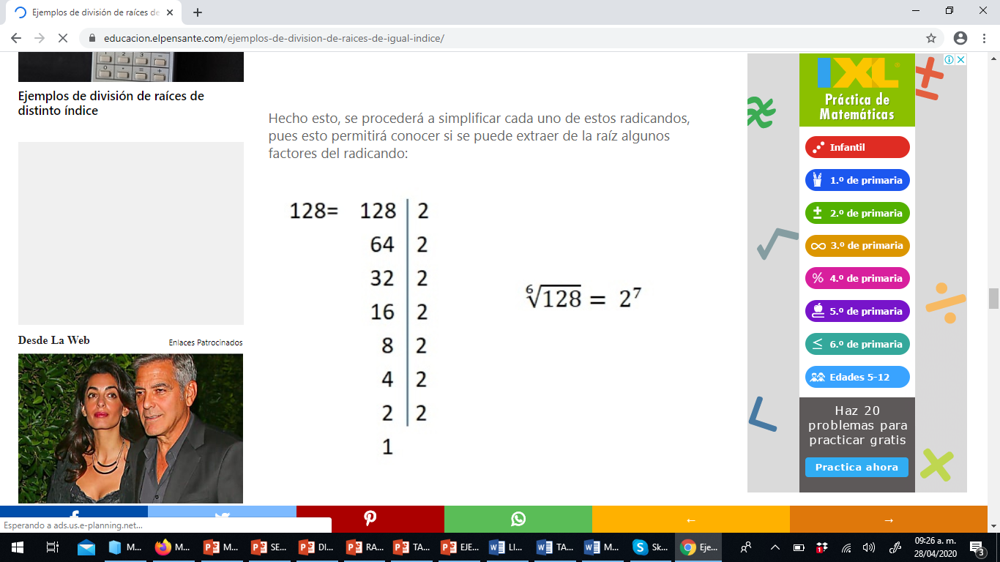 Ejemplos de división de raíces de
educacion.elpensante.com/ejemplos-de-division-de-raices-de-igual-indice/
Ejemplos de división de raíces de
distinto índice
Desde La Web
Enlaces Patrocinados
Hecho esto, se procederá a simplificar cada uno de estos radicandos,
pues esto permitirá conocer si se puede extraer de la raíz algunos
factores del radicando:
128= 128 2
64 2
32 2
16 2
8 2
4 2
2 2
1
⁶√128 = 2⁷
IXL
Práctica de
Matemáticas
Infantil
1.º de primaria
2.º de primaria
3.º de primaria
4.º de primaria
5.º de primaria
6.º de primaria
Edades 5-12
Haz 20
problemas para
practicar gratis
Practica ahora
← →
Esperando a ads.us.e-planning.net...
M... M... M... SE... DI... RA... TA... EJE... LI... TA... M... Sk... Eje...
09:26 a. m.
28/04/2020
3